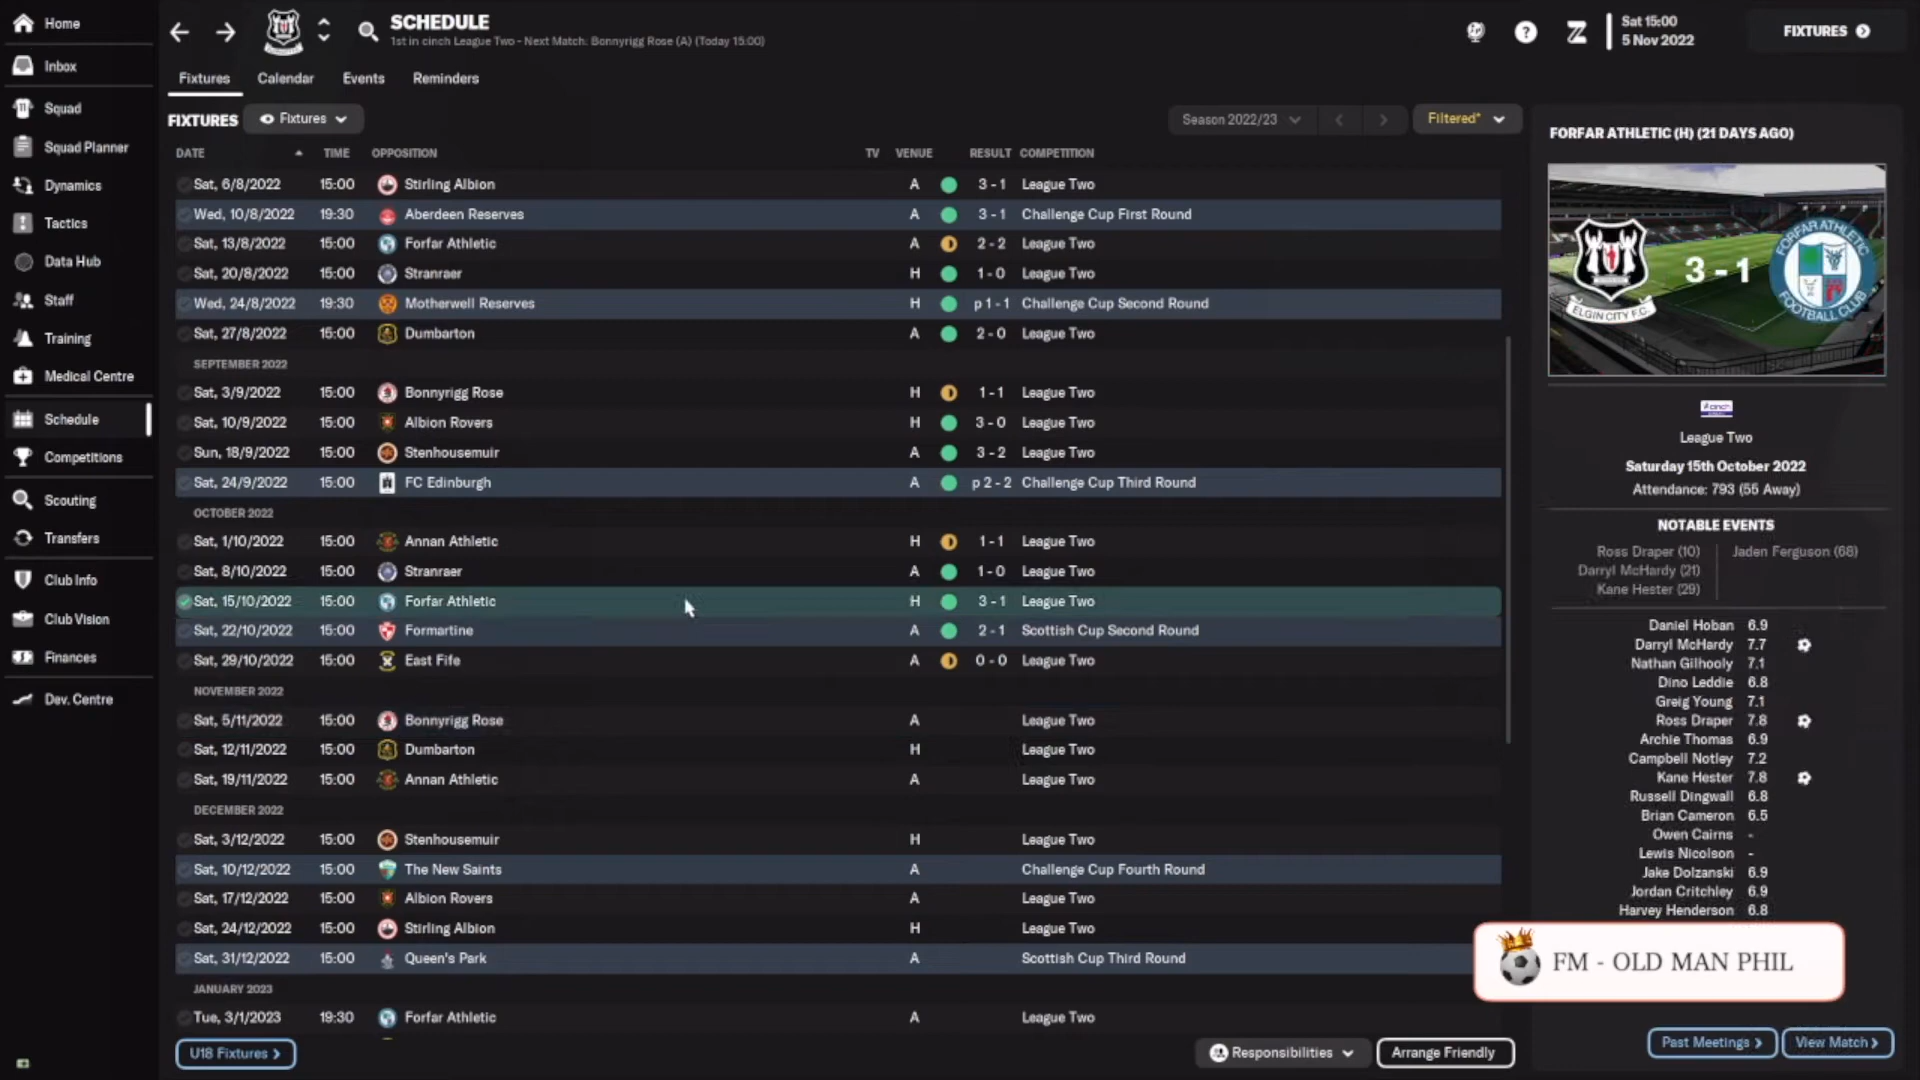 Home
Inbox
Squad
Squad Planner
Dynamics
Tactics
Data Hub
Staff
Training
Medical Centre
Schedule
Competitions
Scouting
Transfers
Club Info
Club Vision
Finances
Dev. Centre
SCHEDULE
1st in cinch League Two - Next Match: Bonnyrigg Rose (A) (Today 15:00)
Sat 15:00
5 Nov 2022
FIXTURES
Fixtures Calendar Events Reminders
FIXTURES Fixtures Season 2022/23 Filtered*
DATE TIME OPPOSITION TV VENUE RESULT COMPETITION
Sat, 6/8/2022 15:00 Stirling Albion A 3 - 1 League Two
Wed, 10/8/2022 19:30 Aberdeen Reserves A 3 - 1 Challenge Cup First Round
Sat, 13/8/2022 15:00 Forfar Athletic A 2 - 2 League Two
Sat, 20/8/2022 15:00 Stranraer H 1 - 0 League Two
Wed, 24/8/2022 19:30 Motherwell Reserves H p 1 - 1 Challenge Cup Second Round
Sat, 27/8/2022 15:00 Dumbarton A 2 - 0 League Two
SEPTEMBER 2022
Sat, 3/9/2022 15:00 Bonnyrigg Rose H 1 - 1 League Two
Sat, 10/9/2022 15:00 Albion Rovers H 3 - 0 League Two
Sun, 18/9/2022 15:00 Stenhousemuir A 3 - 2 League Two
Sat, 24/9/2022 15:00 FC Edinburgh A p 2 - 2 Challenge Cup Third Round
OCTOBER 2022
Sat, 1/10/2022 15:00 Annan Athletic H 1 - 1 League Two
Sat, 8/10/2022 15:00 Stranraer A 1 - 0 League Two
Sat, 15/10/2022 15:00 Forfar Athletic H 3 - 1 League Two
Sat, 22/10/2022 15:00 Formartine A 2 - 1 Scottish Cup Second Round
Sat, 29/10/2022 15:00 East Fife A 0 - 0 League Two
NOVEMBER 2022
Sat, 5/11/2022 15:00 Bonnyrigg Rose A League Two
Sat, 12/11/2022 15:00 Dumbarton H League Two
Sat, 19/11/2022 15:00 Annan Athletic A League Two
DECEMBER 2022
Sat, 3/12/2022 15:00 Stenhousemuir H League Two
Sat, 10/12/2022 15:00 The New Saints A Challenge Cup Fourth Round
Sat, 17/12/2022 15:00 Albion Rovers A League Two
Sat, 24/12/2022 15:00 Stirling Albion H League Two
Sat, 31/12/2022 15:00 Queen's Park A Scottish Cup Third Round
JANUARY 2023
Tue, 3/1/2023 19:30 Forfar Athletic A League Two
U18 Fixtures > Responsibilities Arrange Friendly
FORFAR ATHLETIC (H) (21 DAYS AGO)
ELGIN CITY F.C.
3 - 1
FORFAR ATHLETIC FOOTBALL CLUB
cinch
League Two
Saturday 15th October 2022
Attendance: 793 (55 Away)
NOTABLE EVENTS
Ross Draper (10) Jaden Ferguson (68)
Darryl McHardy (21)
Kane Hester (29)
Daniel Hoban 6.9
Darryl McHardy 7.7
Nathan Gilhooly 7.1
Dino Leddie 6.8
Greig Young 7.1
Ross Draper 7.8
Archie Thomas 6.9
Campbell Notley 7.2
Kane Hester 7.8
Russell Dingwall 6.8
Brian Cameron 6.5
Owen Cairns -
Lewis Nicolson -
Jake Dolzanski 6.9
Jordan Critchley 6.9
Harvey Henderson 6.8
FM - OLD MAN PHIL
Past Meetings > View Match >